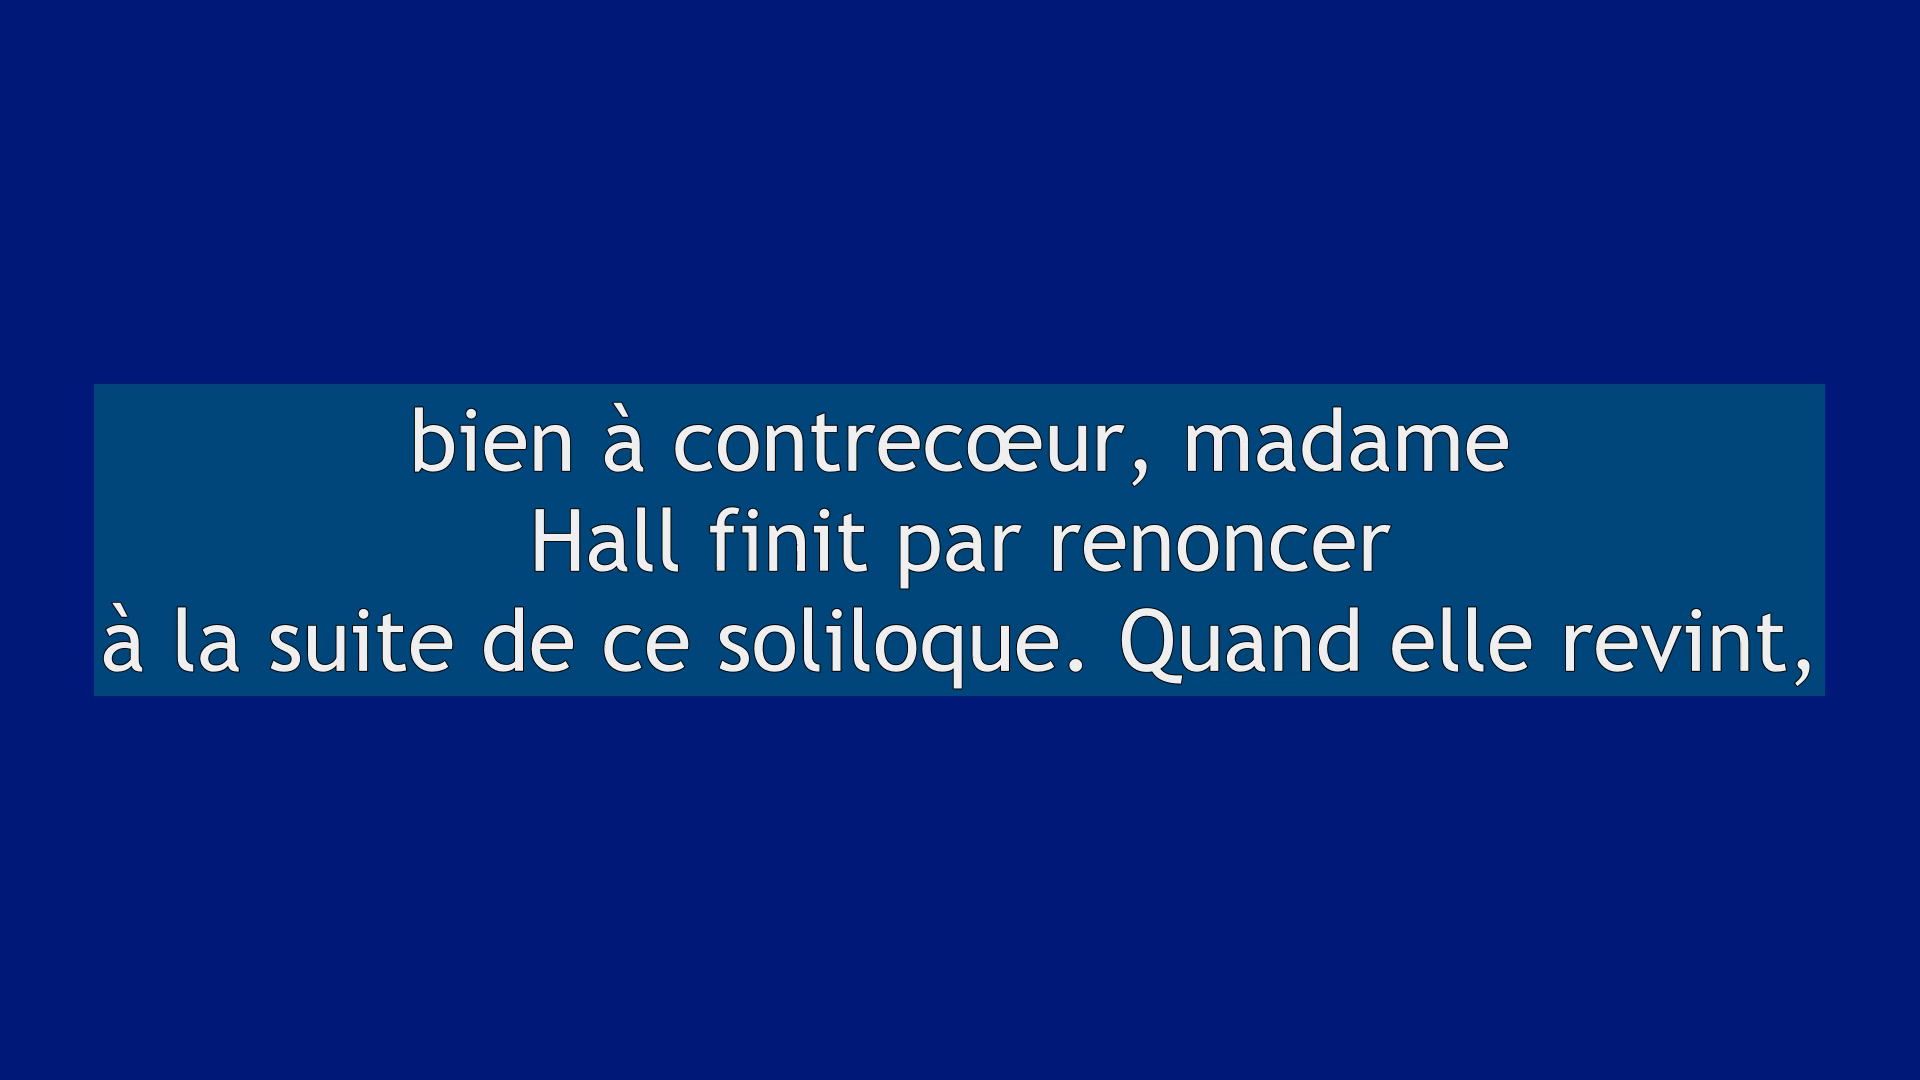 bien à contrecœur, madame
Hall finit par renoncer
à la suite de ce soliloque. Quand elle revint,